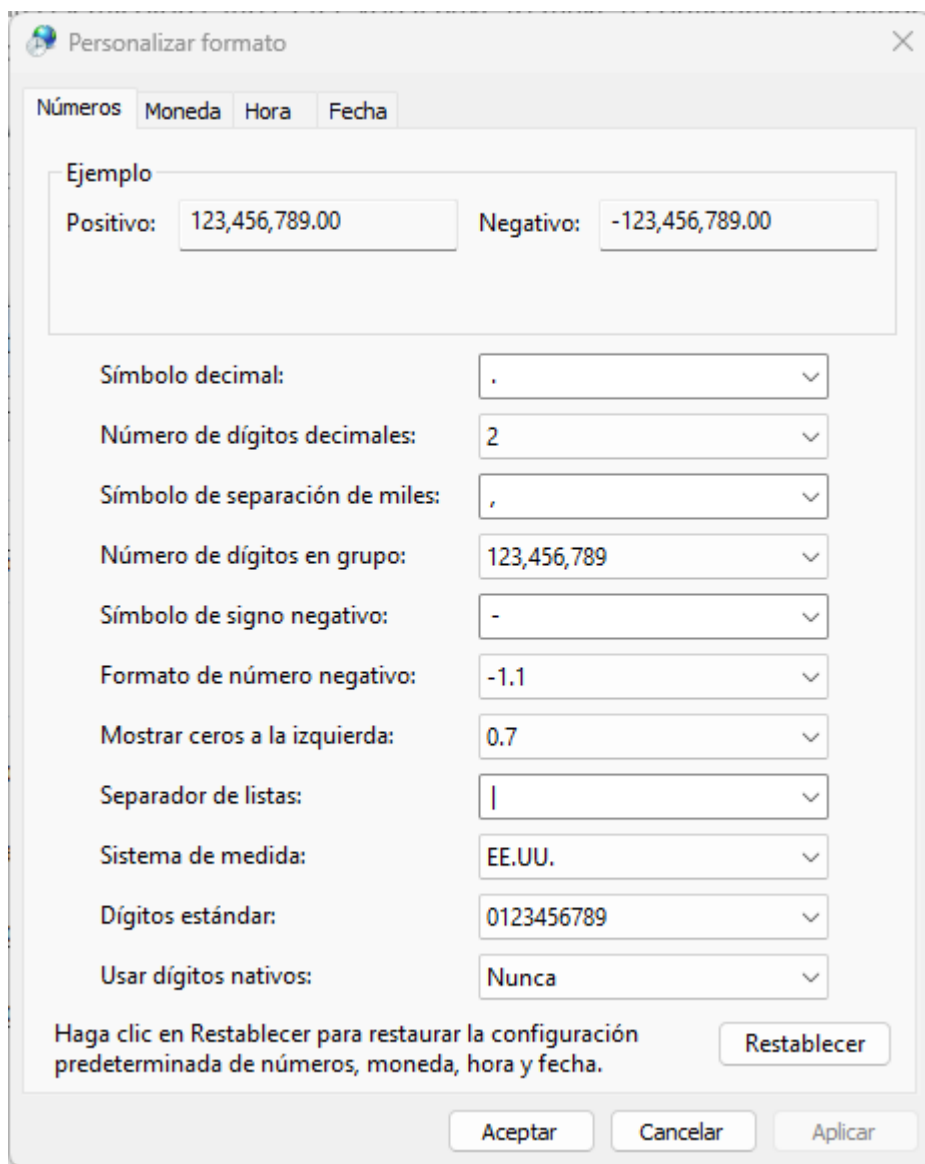 Personalizar formato
Números Moneda Hora Fecha
Ejemplo
Positivo: 123,456,789.00 Negativo: -123,456,789.00
Símbolo decimal: .
Número de dígitos decimales: 2
Símbolo de separación de miles: ,
Número de dígitos en grupo: 123,456,789
Símbolo de signo negativo: -
Formato de número negativo: -1.1
Mostrar ceros a la izquierda: 0.7
Separador de listas: |
Sistema de medida: EE.UU.
Dígitos estándar: 0123456789
Usar dígitos nativos: Nunca
Haga clic en Restablecer para restaurar la configuración
predeterminada de números, moneda, hora y fecha.
Restablecer
Aceptar Cancelar Aplicar